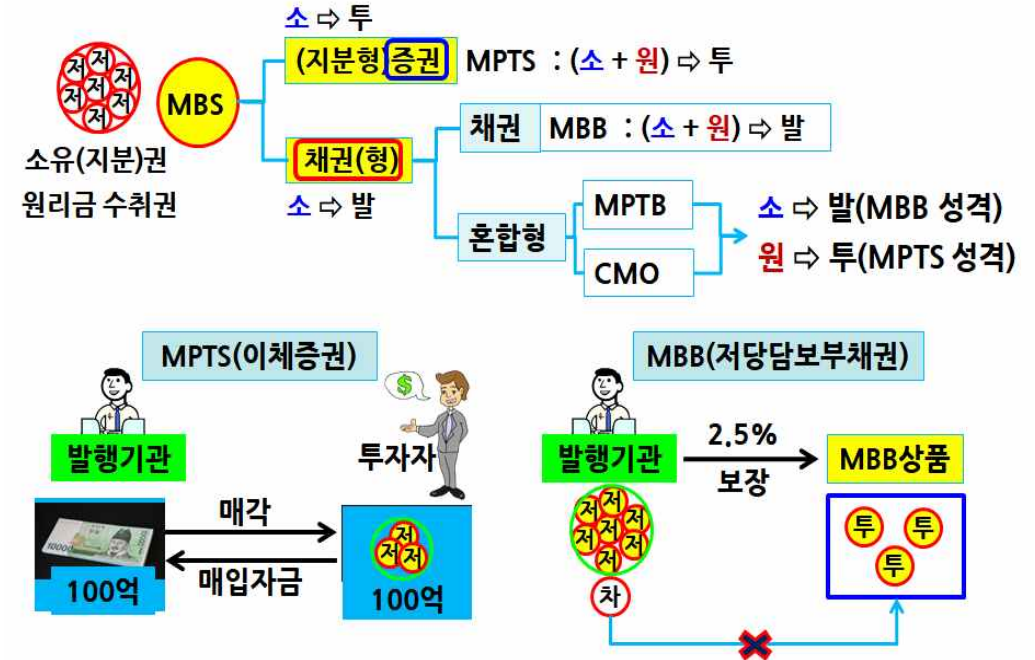 소 ⇨ 투
(지분형)증권 MPTS : (소 + 원) ⇨ 투
저 저 저 저 저 저 저
MBS
소유(지분)권
원리금 수취권
채권(형)
소 ⇨ 발
채권 MBB : (소 + 원) ⇨ 발
혼합형
MPTB
CMO
소 ⇨ 발(MBB 성격)
원 ⇨ 투(MPTS 성격)
MPTS(이체증권)
$
발행기관
투자자
매각
매입자금
10000
100억
저 저 저
100억
MBB(저당담보부채권)
발행기관
2.5%
보장
MBB상품
저 저 저 저 저 저 저
차
투 투
투